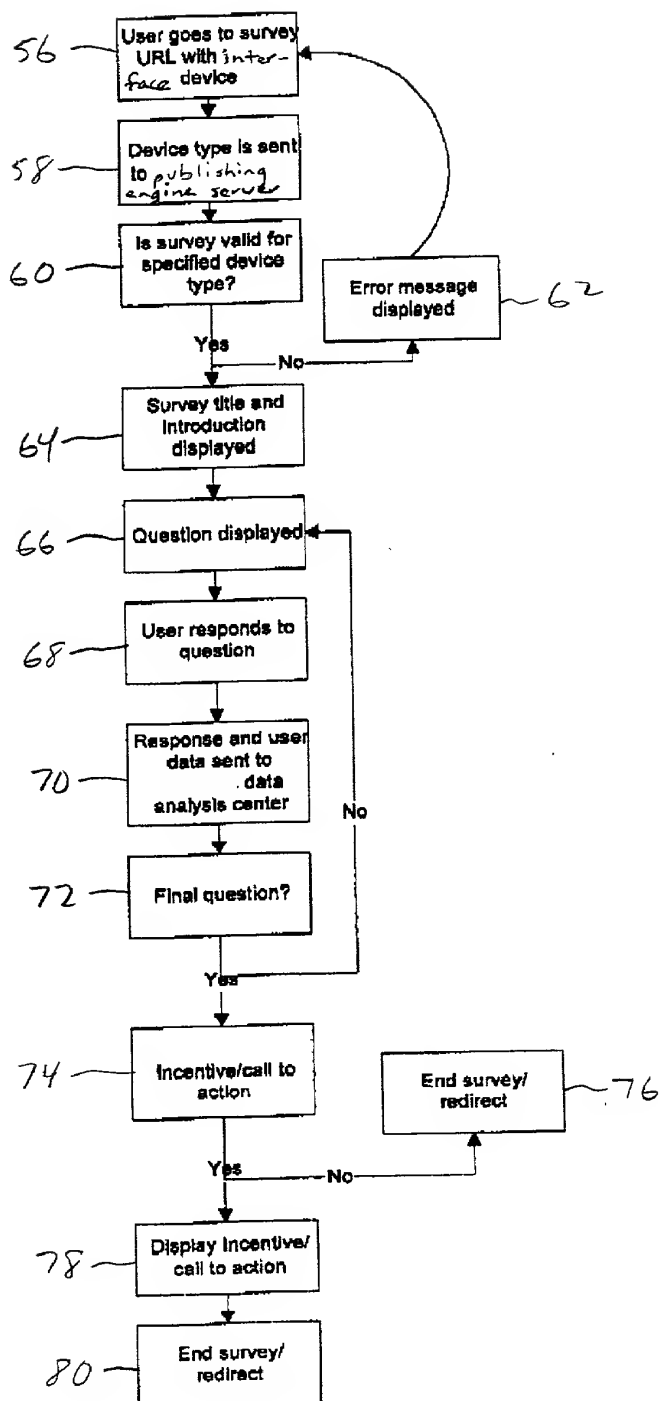 56
User goes to survey
URL with inter-
face device
58
Device type is sent
to publishing
engine server
60
Is survey valid for
specified device
type?
Error message
displayed
62
Yes
No
64
Survey title and
introduction
displayed
66
Question displayed
68
User responds to
question
70
Response and user
data sent to
data
analysis center
No
72
Final question?
Yes
74
Incentive/call to
action
End survey/
redirect
76
Yes
No
78
Display Incentive/
call to action
80
End survey/
redirect